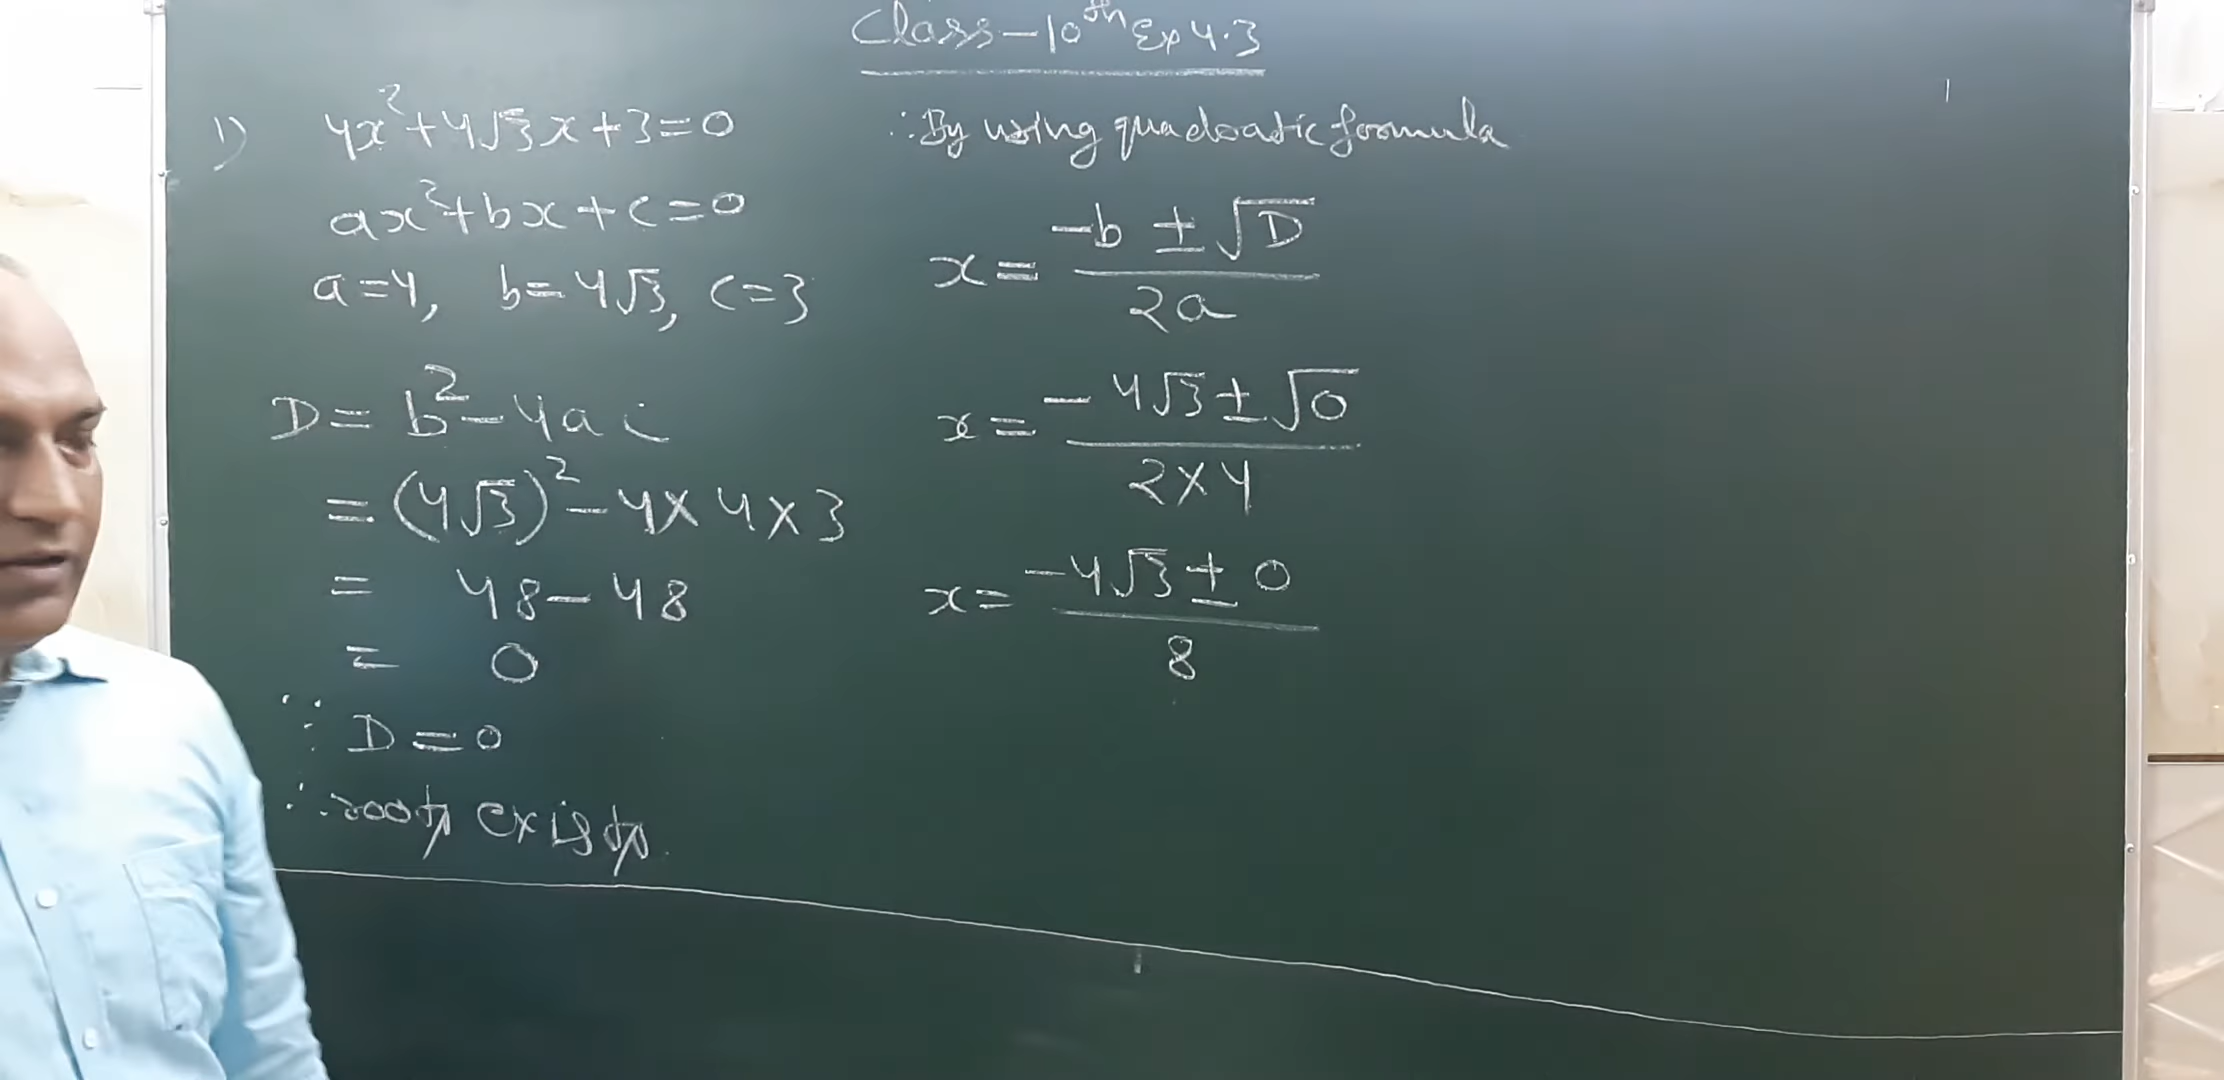 Class-10th Ex 4.3
1) 4x²+4√3x+3=0
ax²+bx+c=0
a=4, b=4√3, c=3
D= b²-4ac
= (4√3)²-4×4×3
= 48-48
= 0
∵ D=0
∴ roots exists.
∴ By using quadratic formula
x= (-b ± √D)/2a
x= (-4√3±√0)/2×4
x= (-4√3±0)/8